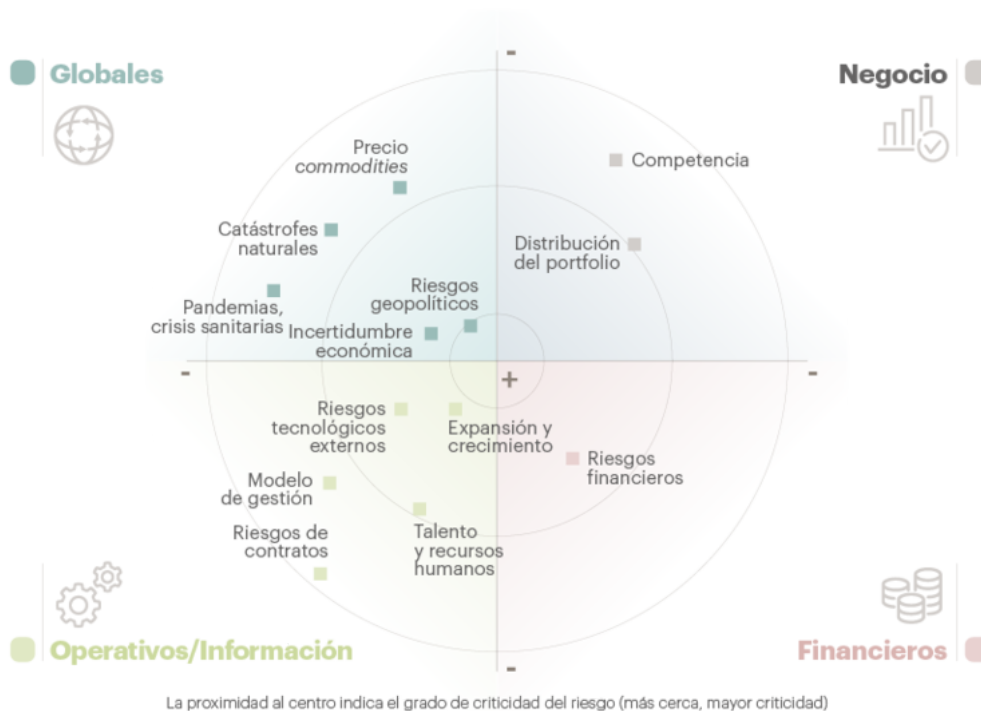 -
Globales
Negocio
Precio
commodities
Competencia
Catástrofes
naturales
Distribución
del portfolio
Riesgos
geopolíticos
Pandemias,
crisis sanitarias
Incertidumbre
económica
-
+
-
Riesgos
tecnológicos
externos
Expansión y
crecimiento
Riesgos
financieros
Modelo
de gestión
Riesgos de
contratos
Talento
y recursos
humanos
Operativos/Información
Financieros
-
La proximidad al centro indica el grado de criticidad del riesgo (más cerca, mayor criticidad)